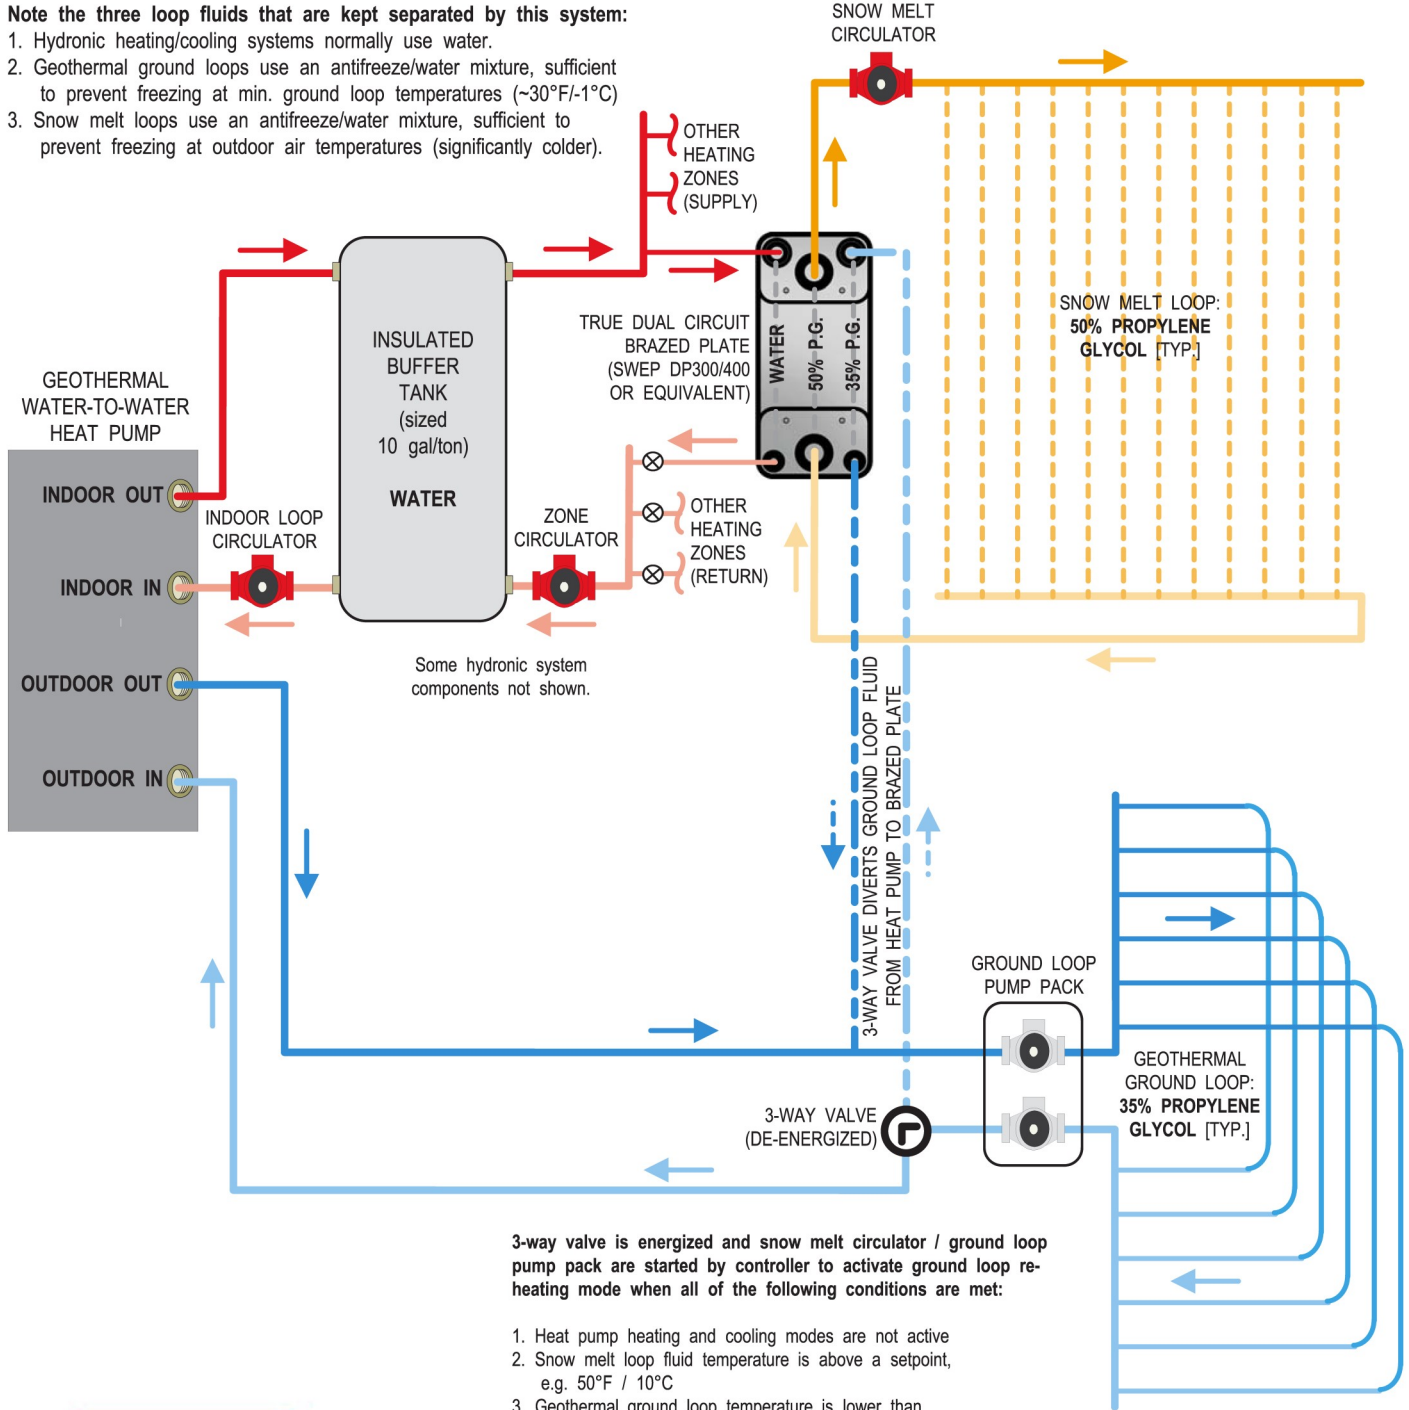 Note the three loop fluids that are kept separated by this system:
1. Hydronic heating/cooling systems normally use water.
2. Geothermal ground loops use an antifreeze/water mixture, sufficient
to prevent freezing at min. ground loop temperatures (~30°F/-1°C)
3. Snow melt loops use an antifreeze/water mixture, sufficient to
prevent freezing at outdoor air temperatures (significantly colder).
SNOW MELT
CIRCULATOR
OTHER
HEATING
ZONES
(SUPPLY)
TRUE DUAL CIRCUIT
BRAZED PLATE
(SWEP DP300/400
OR EQUIVALENT)
WATER
50% P.G.
35% P.G.
SNOW MELT LOOP:
50% PROPYLENE
GLYCOL [TYP.]
INSULATED
BUFFER
TANK
(sized
10 gal/ton)
WATER
GEOTHERMAL
WATER-TO-WATER
HEAT PUMP
INDOOR OUT
INDOOR IN
OUTDOOR OUT
OUTDOOR IN
INDOOR LOOP
CIRCULATOR
ZONE
CIRCULATOR
OTHER
HEATING
ZONES
(RETURN)
Some hydronic system
components not shown.
3-WAY VALVE DIVERTS GROUND LOOP FLUID
FROM HEAT PUMP TO BRAZED PLATE
GROUND LOOP
PUMP PACK
GEOTHERMAL
GROUND LOOP:
35% PROPYLENE
GLYCOL [TYP.]
3-WAY VALVE
(DE-ENERGIZED)
3-way valve is energized and snow melt circulator / ground loop
pump pack are started by controller to activate ground loop re-
heating mode when all of the following conditions are met:
1. Heat pump heating and cooling modes are not active
2. Snow melt loop fluid temperature is above a setpoint,
e.g. 50°F / 10°C
3. Geothermal ground loop temperature is lower than